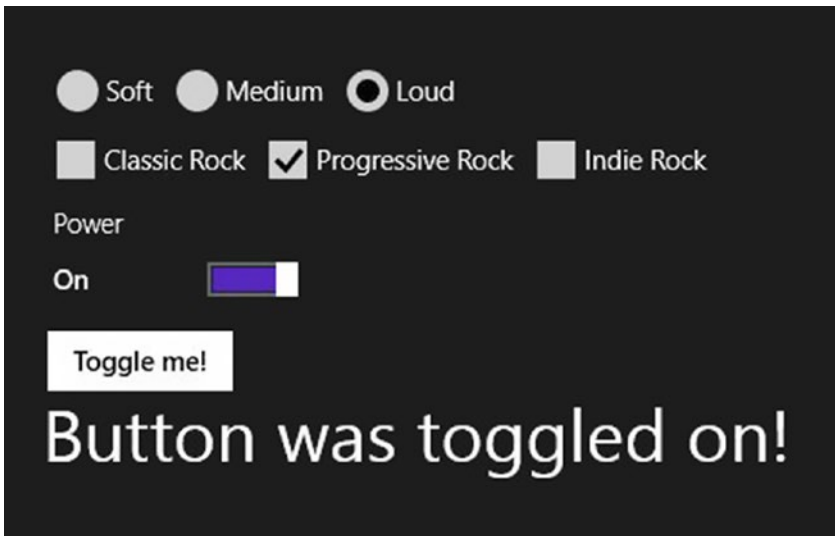 Soft Medium Loud
Classic Rock Progressive Rock Indie Rock
Power
On
Toggle me!
Button was toggled on!